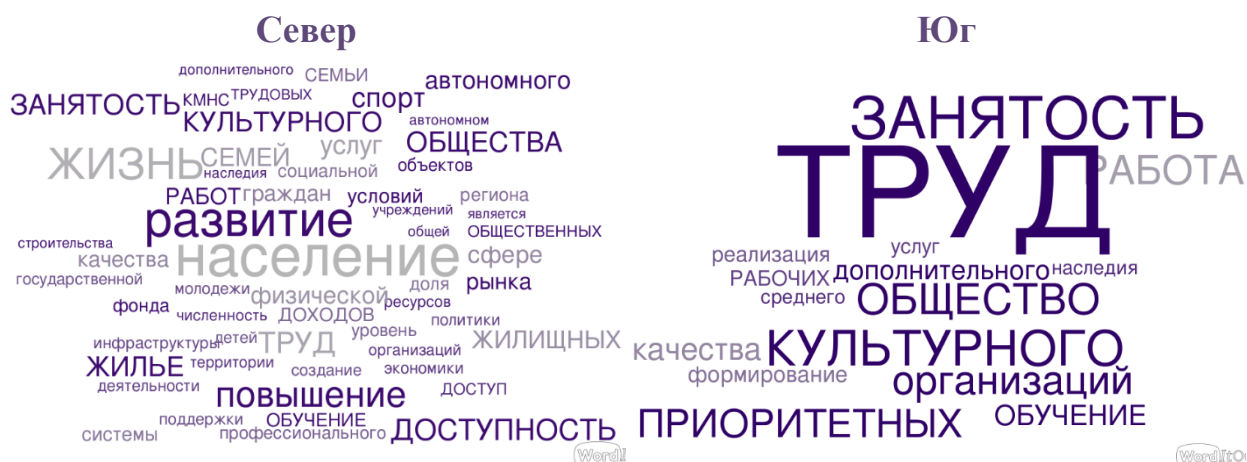 Север
дополнительного СЕМЬИ автономного
ЗАНЯТОСТЬ КМНС ТРУДОВЫХ спорт
КУЛЬТУРНОГО автономном
ЖИЗНЬ СЕМЕЙ услуг ОБЩЕСТВА
наследия социальной объектов
РАБОТ граждан условий региона
развитие учреждений является
общей ОБЩЕСТВЕННЫХ
строительства качества население сфере
государственной молодежи физической доля рынка
фонда численность ДОХОДОВ ресурсов
инфраструктуры детей ТРУД уровень политики
ЖИЛЬЕ территории организаций ЖИЛИЩНЫХ
деятельности создание экономики
повышение ДОСТУП
поддержки ОБУЧЕНИЕ
системы профессионального ДОСТУПНОСТЬ
WordI
Юг
ЗАНЯТОСТЬ
ТРУД РАБОТА
реализация услуг
РАБОЧИХ дополнительного наследия
среднего ОБЩЕСТВО
качества КУЛЬТУРНОГО
формирование организаций
ПРИОРИТЕТНЫХ ОБУЧЕНИЕ
WordItOu